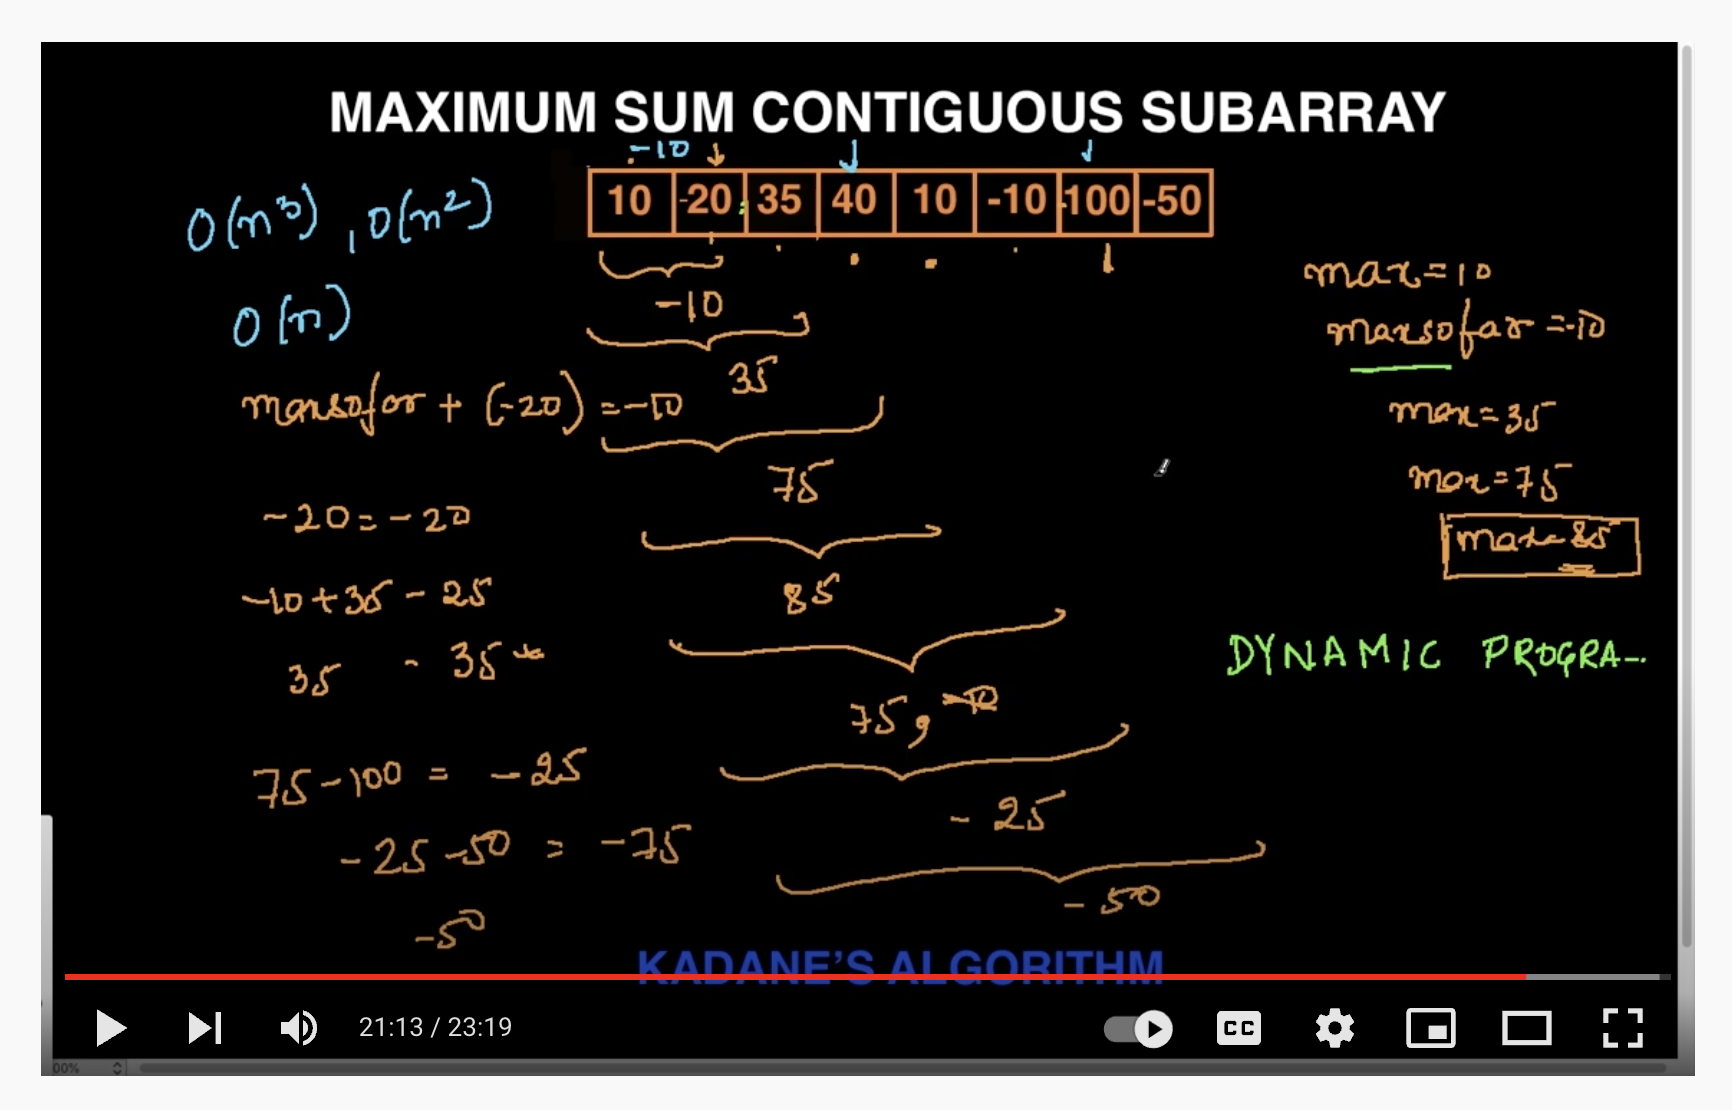 MAXIMUM SUM CONTIGUOUS SUBARRAY
-10
10 -20 35 40 10 -10 -100 -50
O(n³), O(n²)
O(n)
-10
35
maxsofar + (-20) = -10
75
-20 = -20
85
-10+35 - 25
35 - 35
75, -10
75-100 = -25
-25
-25-50 = -75
-50
-50
max=10
maxsofar =-10
max=35
max=75
max=85
DYNAMIC PROGRA-..
KADANE'S ALGORITHM
21:13 / 23:19
CC
00%